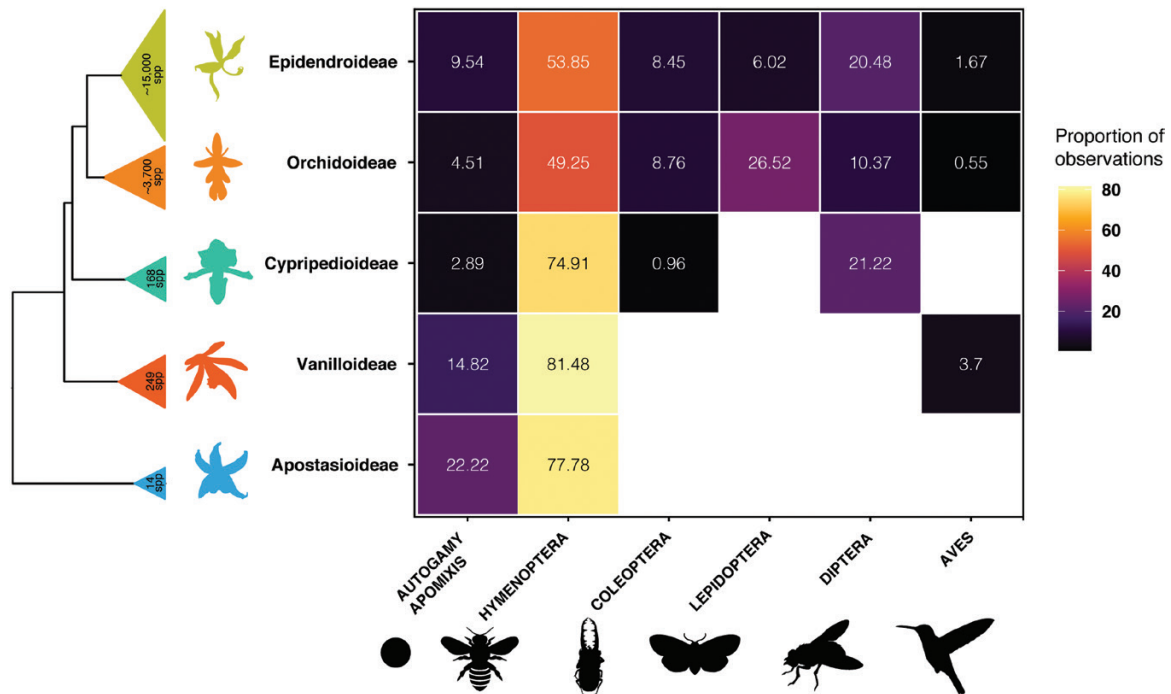 ~15,000
spp
Epidendroideae
9.54
53.85
8.45
6.02
20.48
1.67
~3,700
spp
Orchidoideae
4.51
49.25
8.76
26.52
10.37
0.55
168
spp
Cypripedioideae
2.89
74.91
0.96
21.22
249
spp
Vanilloideae
14.82
81.48
3.7
14
spp
Apostasioideae
22.22
77.78
AUTOGAMY
APOMIXIS
HYMENOPTERA
COLEOPTERA
LEPIDOPTERA
DIPTERA
AVES
Proportion of
observations
80
60
40
20